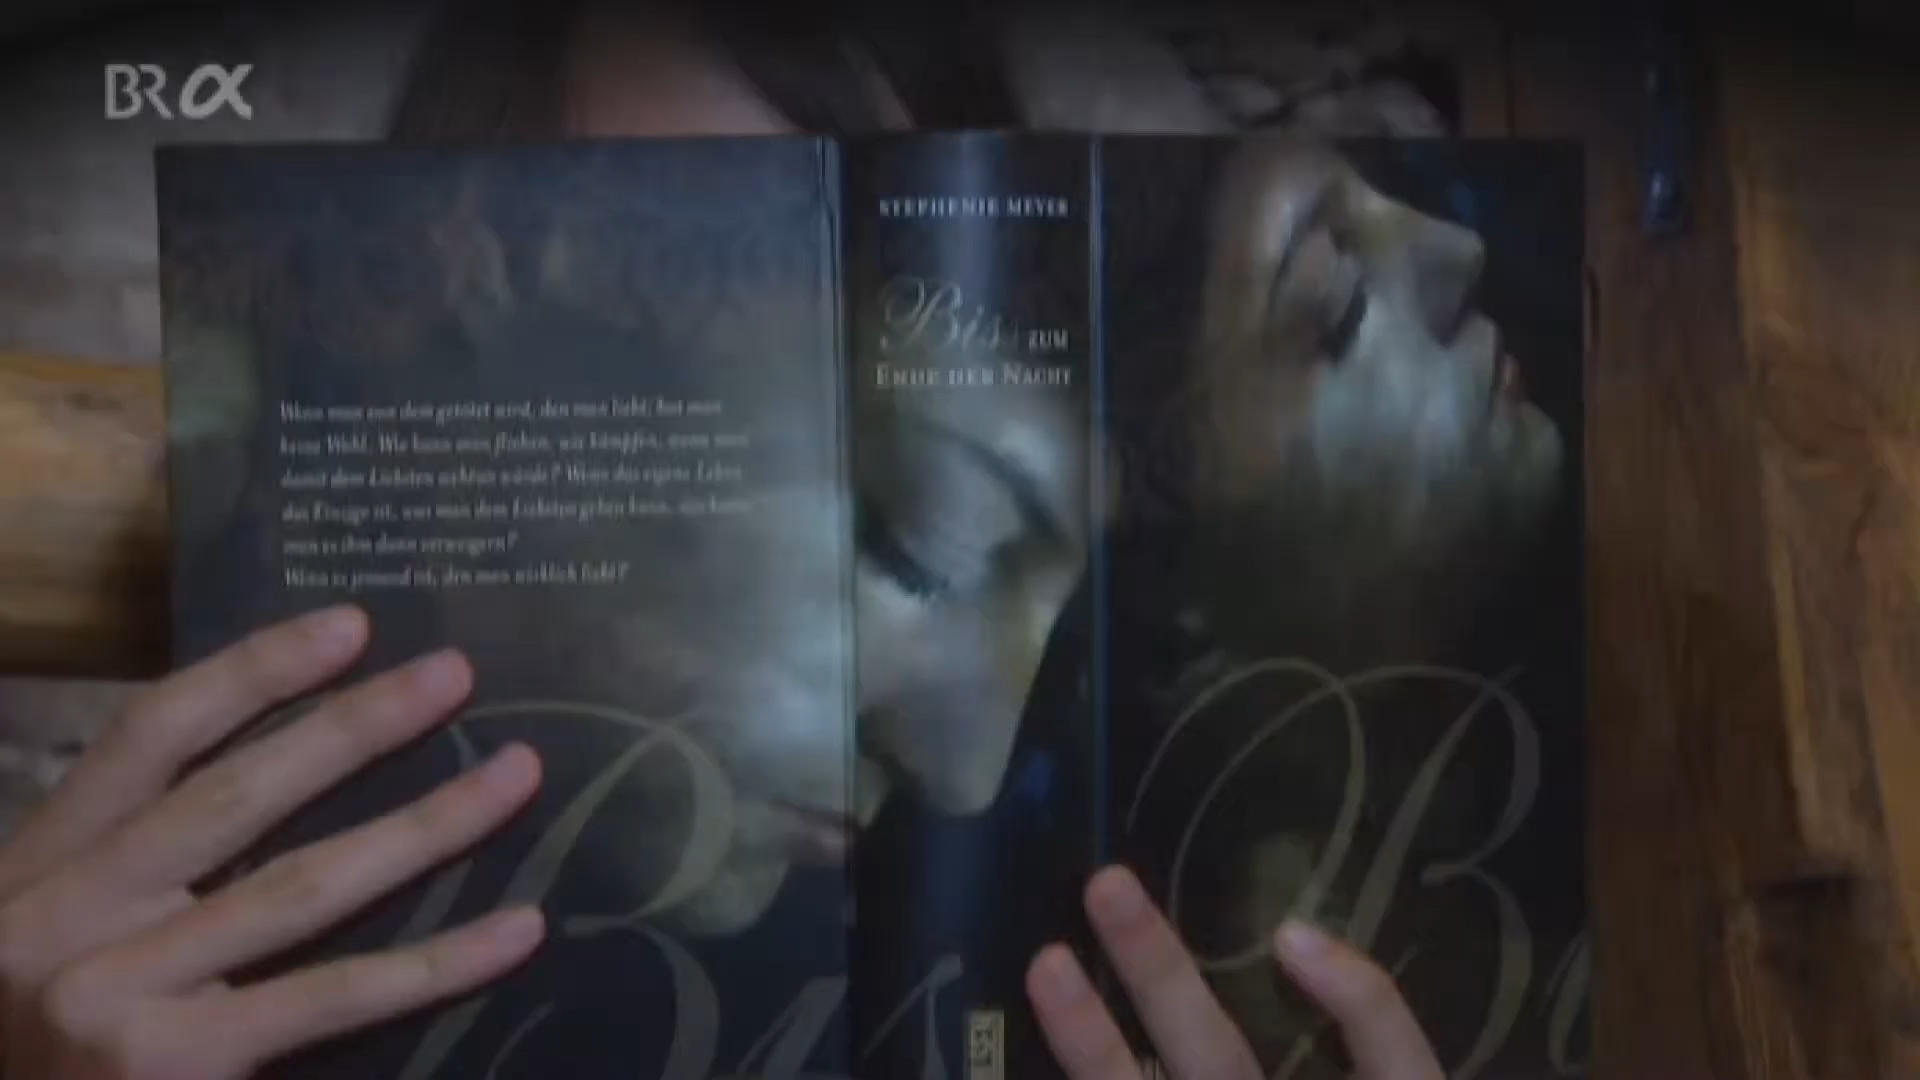 BR α
STEPHENIE MEYER
Bis ZUM
ENDE DER NACHT
Wenn man von dem getötet wird, den man liebt, hat man
keine Wahl. Wie kann man fliehen, wie kämpfen, wenn man
damit dem Liebsten schaden würde? Wenn das eigene Leben
das Einzige ist, was man dem Liebsten geben kann, wie kann
man es ihm dann verweigern?
Wenn es jemand ist, den man wirklich liebt?
Bis
B